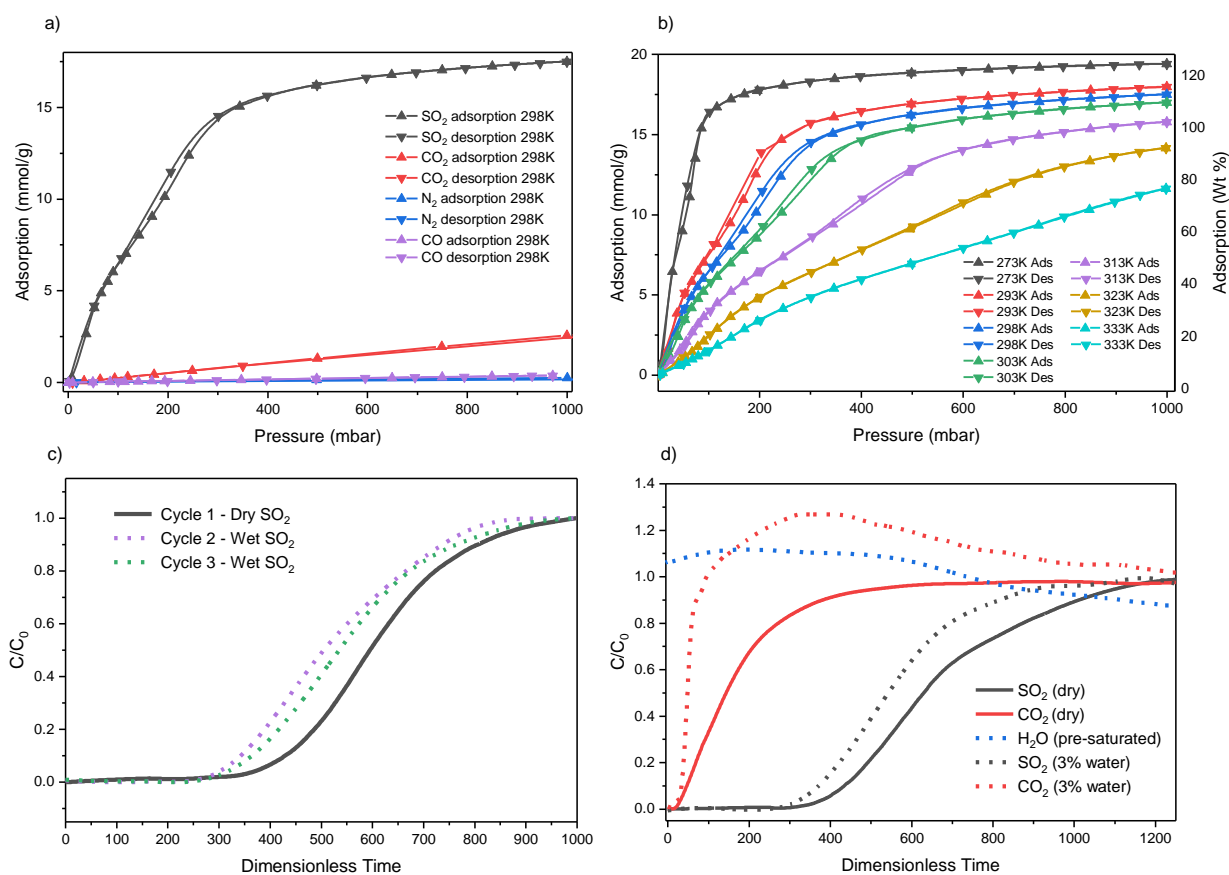 a)
20
15
10
5
0
0 200 400 600 800 1000
Adsorption (mmol/g)
Pressure (mbar)
SO₂ adsorption 298K
SO₂ desorption 298K
CO₂ adsorption 298K
CO₂ desorption 298K
N₂ adsorption 298K
N₂ desorption 298K
CO adsorption 298K
CO desorption 298K
b)
20
15
10
5
0
120
100
80
60
40
20
0
0 200 400 600 800 1000
Adsorption (mmol/g)
Adsorption (Wt %)
Pressure (mbar)
273K Ads
273K Des
293K Ads
293K Des
298K Ads
298K Des
303K Ads
303K Des
313K Ads
313K Des
323K Ads
323K Des
333K Ads
333K Des
c)
1.0
0.8
0.6
0.4
0.2
0.0
0 100 200 300 400 500 600 700 800 900 1000
C/C₀
Dimensionless Time
Cycle 1 - Dry SO₂
Cycle 2 - Wet SO₂
Cycle 3 - Wet SO₂
d)
1.4
1.2
1.0
0.8
0.6
0.4
0.2
0.0
0 200 400 600 800 1000 1200
C/C₀
Dimensionless Time
SO₂ (dry)
CO₂ (dry)
H₂O (pre-saturated)
SO₂ (3% water)
CO₂ (3% water)